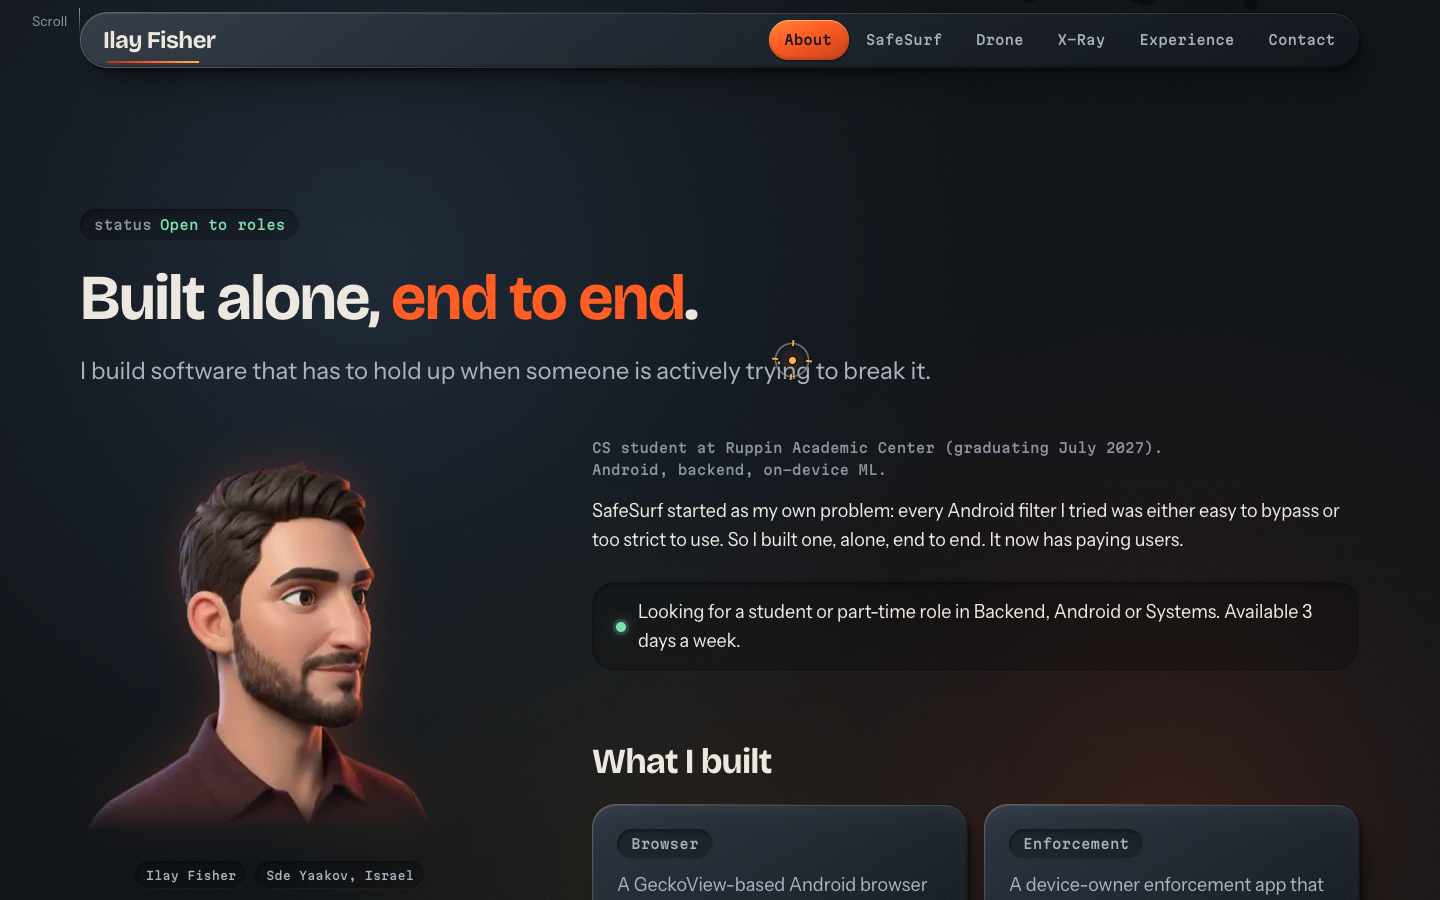 Scroll
Ilay Fisher
About
SafeSurf
Drone
X-Ray
Experience
Contact
status Open to roles
Built alone, end to end.
I build software that has to hold up when someone is actively trying to break it.
CS student at Ruppin Academic Center (graduating July 2027).
Android, backend, on-device ML.
SafeSurf started as my own problem: every Android filter I tried was either easy to bypass or
too strict to use. So I built one, alone, end to end. It now has paying users.
Looking for a student or part-time role in Backend, Android or Systems. Available 3
days a week.
What I built
Browser
A GeckoView-based Android browser
Enforcement
A device-owner enforcement app that
Ilay Fisher
Sde Yaakov, Israel